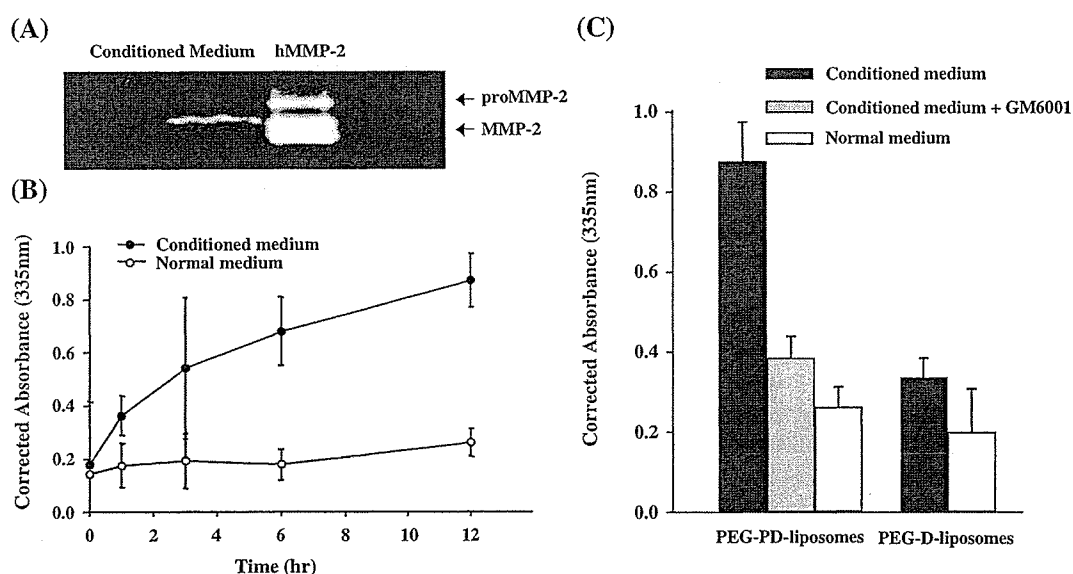 (A)
Conditioned Medium hMMP-2
← proMMP-2
← MMP-2
(B)
Conditioned medium
Normal medium
Corrected Absorbance (335nm)
1.0
0.8
0.6
0.4
0.2
0.0
0 2 4 6 8 10 12
Time (hr)
(C)
Conditioned medium
Conditioned medium + GM6001
Normal medium
Corrected Absorbance (335nm)
1.0
0.8
0.6
0.4
0.2
0.0
PEG-PD-liposomes PEG-D-liposomes